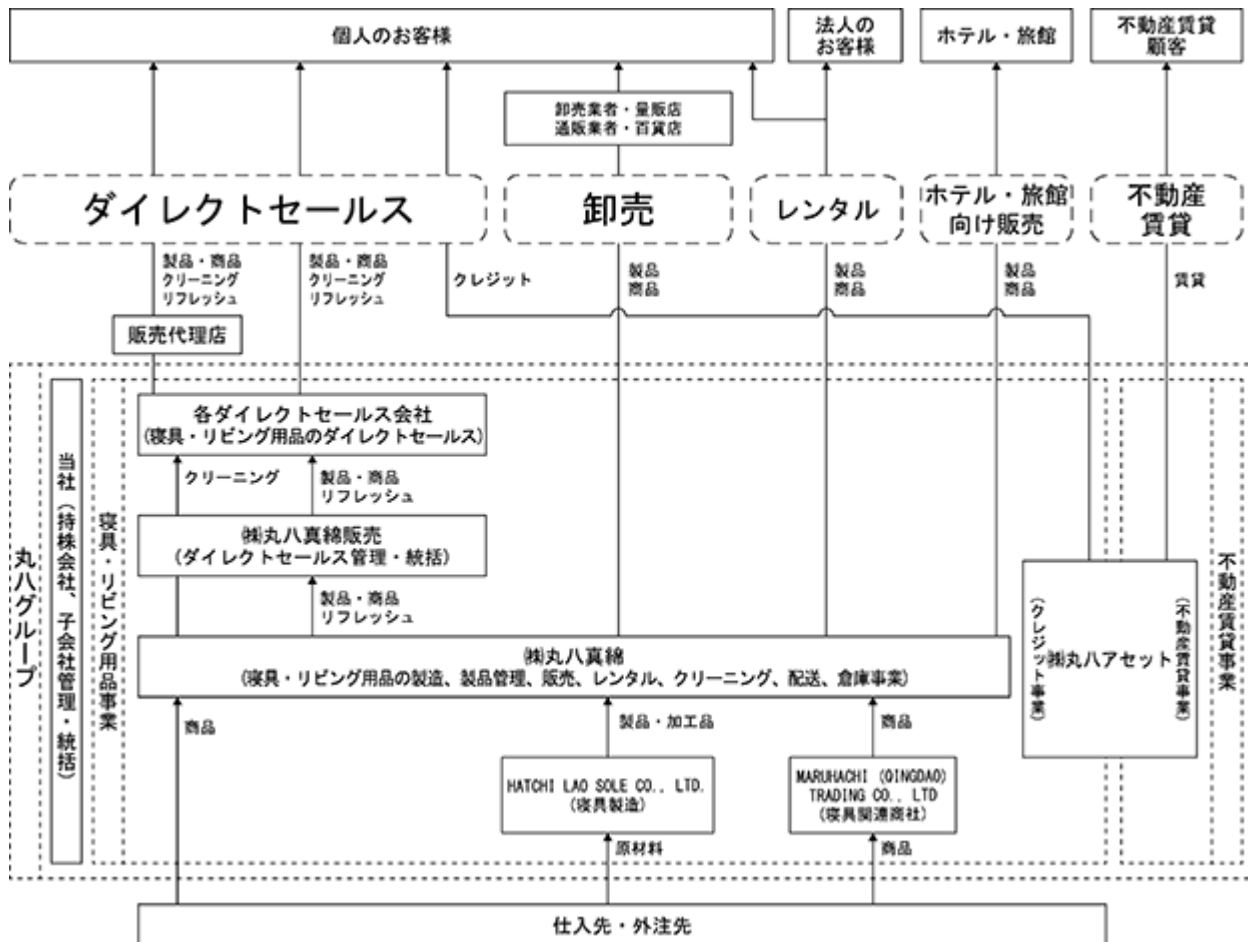 個人のお客様
法人の
お客様
ホテル・旅館
不動産賃貸
顧客
卸売業者・量販店
通販業者・百貨店
ダイレクトセールス
卸売
レンタル
ホテル・旅館
向け販売
不動産
賃貸
製品・商品
クリーニング
リフレッシュ
製品・商品
クリーニング
リフレッシュ
クレジット
製品
商品
製品
商品
製品
商品
賃貸
販売代理店
丸八グループ
当社（持株会社、子会社管理・統括）
寝具・リビング用品事業
各ダイレクトセールス会社
(寝具・リビング用品のダイレクトセールス)
クリーニング
製品・商品
リフレッシュ
㈱丸八真綿販売
(ダイレクトセールス管理・統括)
製品・商品
リフレッシュ
㈱丸八真綿
(寝具・リビング用品の製造、製品管理、販売、レンタル、クリーニング、配送、倉庫事業)
(クレジット事業)
㈱丸八アセット
(不動産賃貸事業)
不動産賃貸事業
商品
製品・加工品
商品
HATCHI LAO SOLE CO., LTD.
(寝具製造)
MARUHACHI (QINGDAO)
TRADING CO., LTD
(寝具関連商社)
原材料
商品
仕入先・外注先